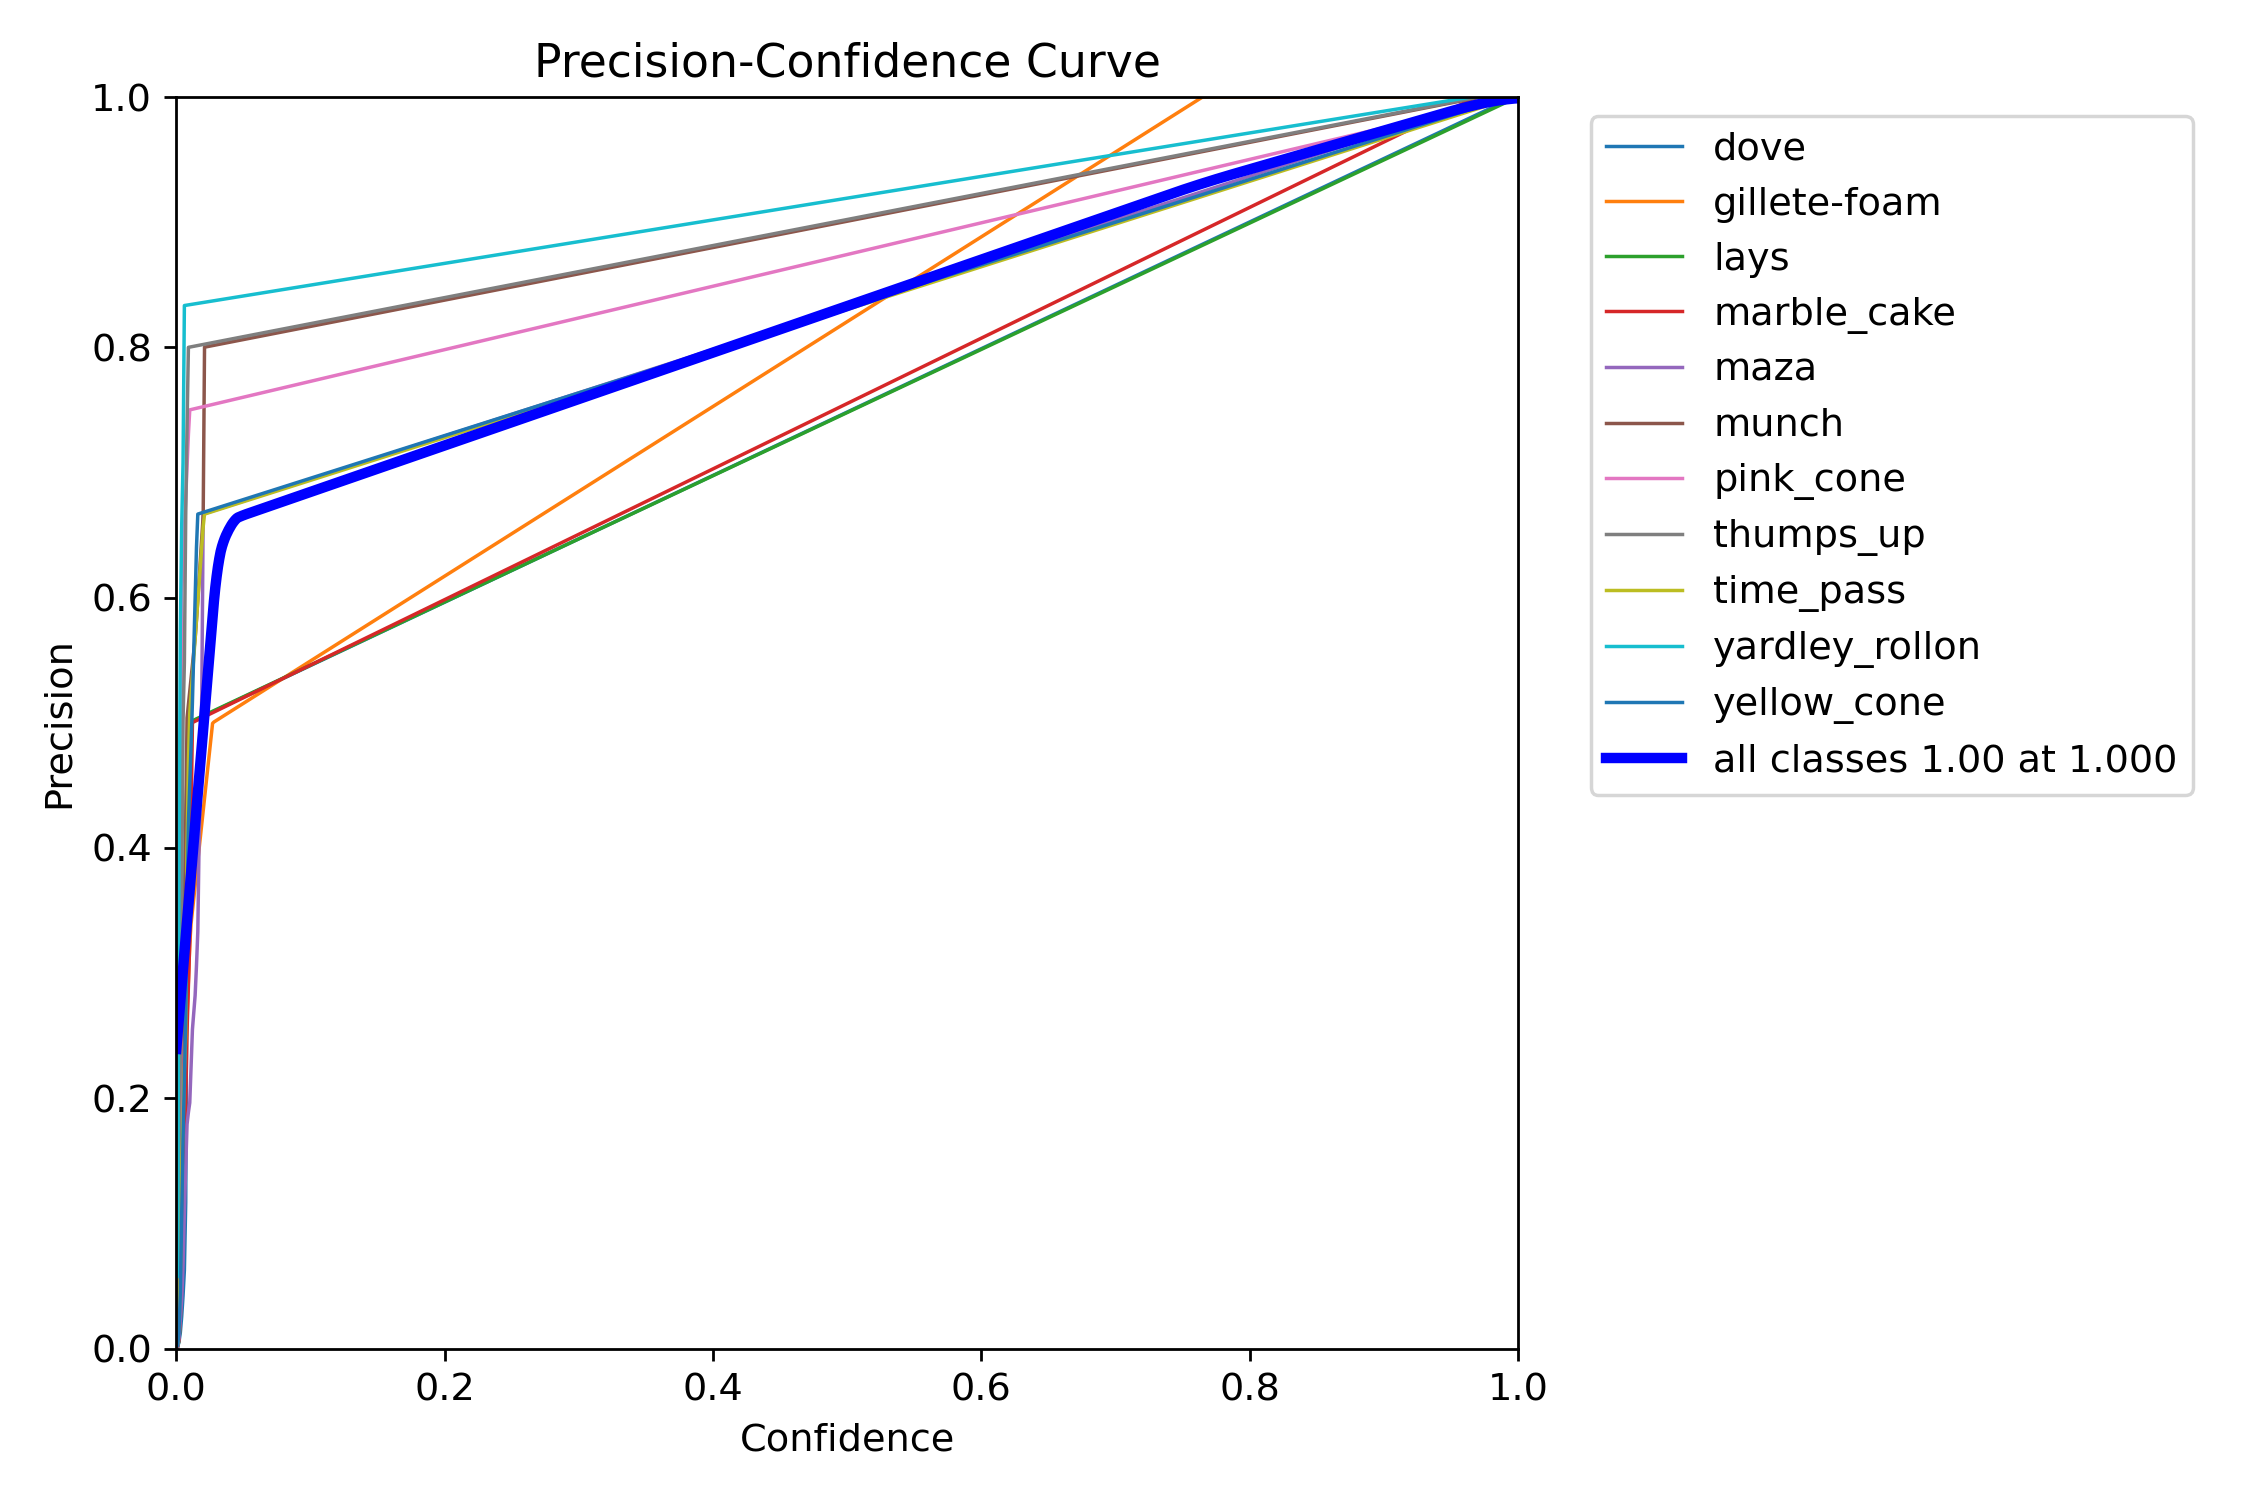 Precision-Confidence Curve
1.0
0.8
0.6
0.4
0.2
0.0
Precision
0.0 0.2 0.4 0.6 0.8 1.0
Confidence
dove
gillete-foam
lays
marble_cake
maza
munch
pink_cone
thumps_up
time_pass
yardley_rollon
yellow_cone
all classes 1.00 at 1.000